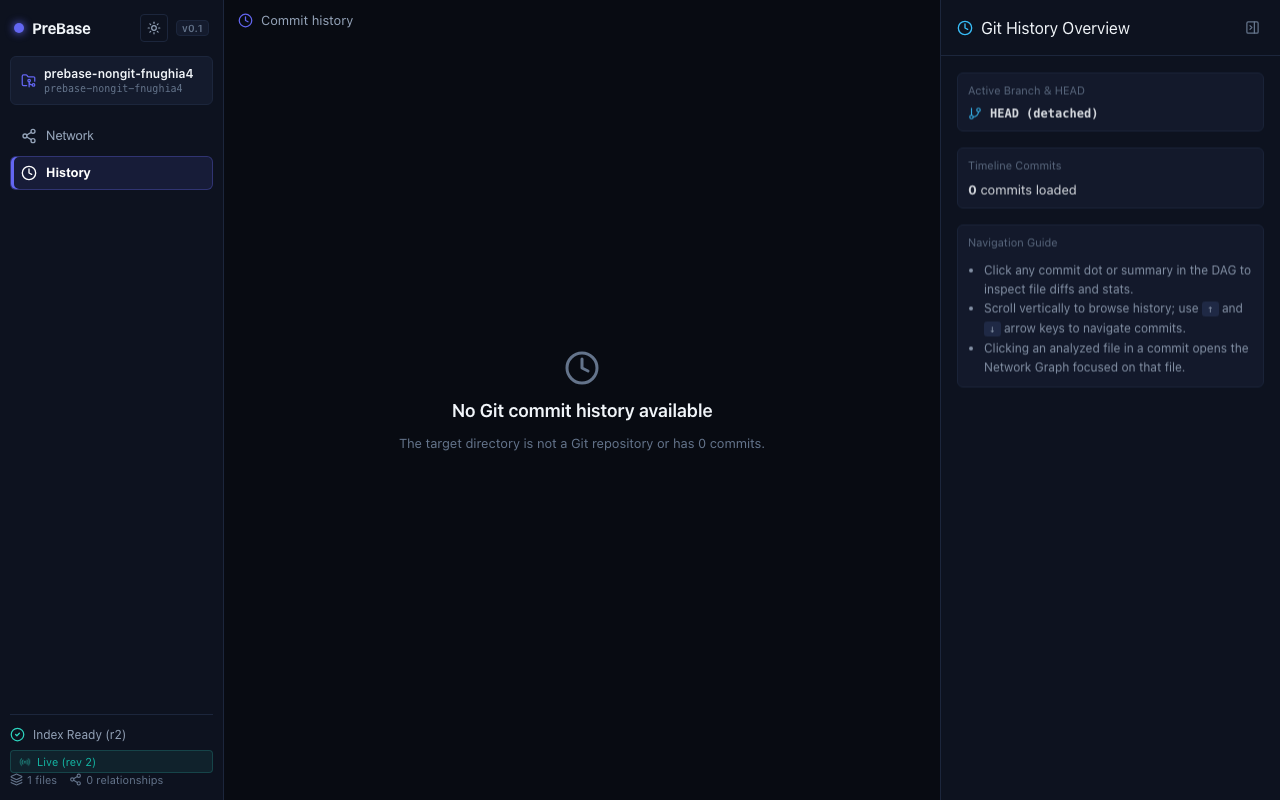 PreBase
v0.1
prebase-nongit-fnughia4
prebase-nongit-fnughia4
Network
History
Index Ready (r2)
Live (rev 2)
1 files
0 relationships
Commit history
No Git commit history available
The target directory is not a Git repository or has 0 commits.
Git History Overview
Active Branch & HEAD
HEAD (detached)
Timeline Commits
0 commits loaded
Navigation Guide
• Click any commit dot or summary in the DAG to
inspect file diffs and stats.
• Scroll vertically to browse history; use ↑ and
↓ arrow keys to navigate commits.
• Clicking an analyzed file in a commit opens the
Network Graph focused on that file.